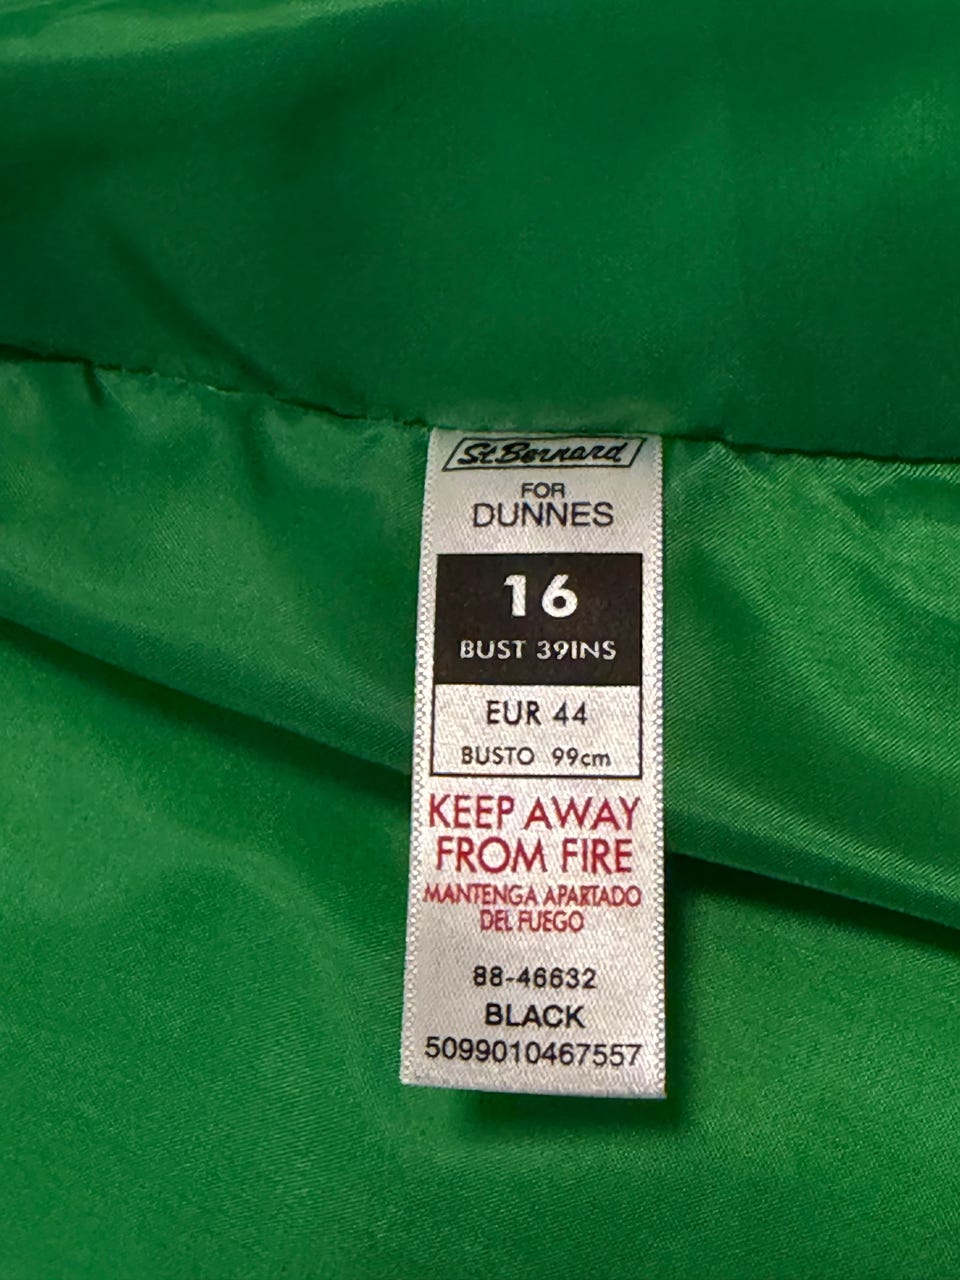 St Bernard
FOR
DUNNES
16
BUST 39INS
EUR 44
BUSTO 99cm
KEEP AWAY
FROM FIRE
MANTENGA APARTADO
DEL FUEGO
88-46632
BLACK
5099010467557